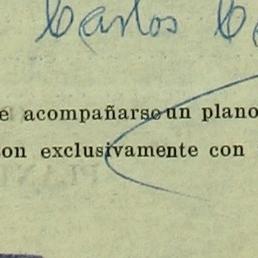 Carlos
e acompañarse un plano
on exclusivamente con